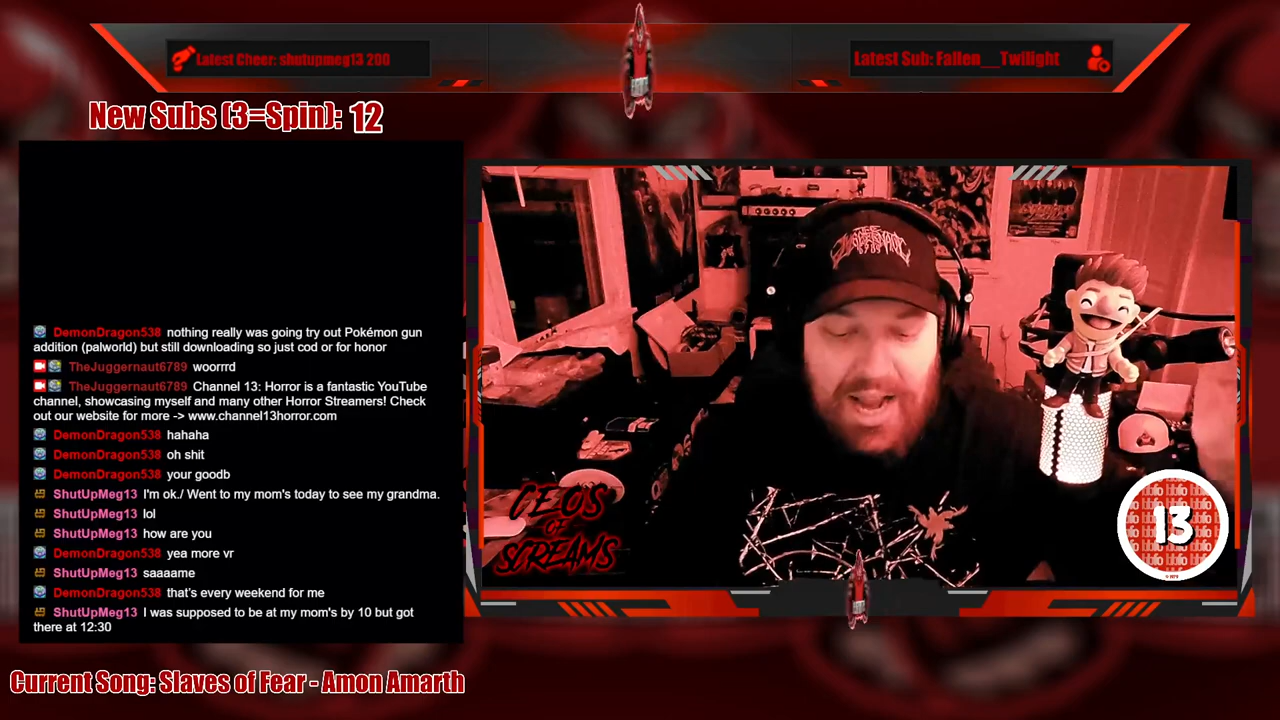 Latest Cheer: shutupmeg13 200
Latest Sub: Fallen__Twilight
New Subs (3=Spin): 12
DemonDragon538 nothing really was going try out Pokémon gun
addition (palworld) but still downloading so just cod or for honor
TheJuggernaut6789 woorrrd
TheJuggernaut6789 Channel 13: Horror is a fantastic YouTube
channel, showcasing myself and many other Horror Streamers! Check
out our website for more -> www.channel13horror.com
DemonDragon538 hahaha
DemonDragon538 oh shit
DemonDragon538 your goodb
ShutUpMeg13 I'm ok./ Went to my mom's today to see my grandma.
ShutUpMeg13 lol
ShutUpMeg13 how are you
DemonDragon538 yea more vr
ShutUpMeg13 saaaame
DemonDragon538 that's every weekend for me
ShutUpMeg13 I was supposed to be at my mom's by 10 but got
there at 12:30
THE
JUGGERNAUT
6789
CEOS
OF
SCREAMS
13
Current Song: Slaves of Fear - Amon Amarth